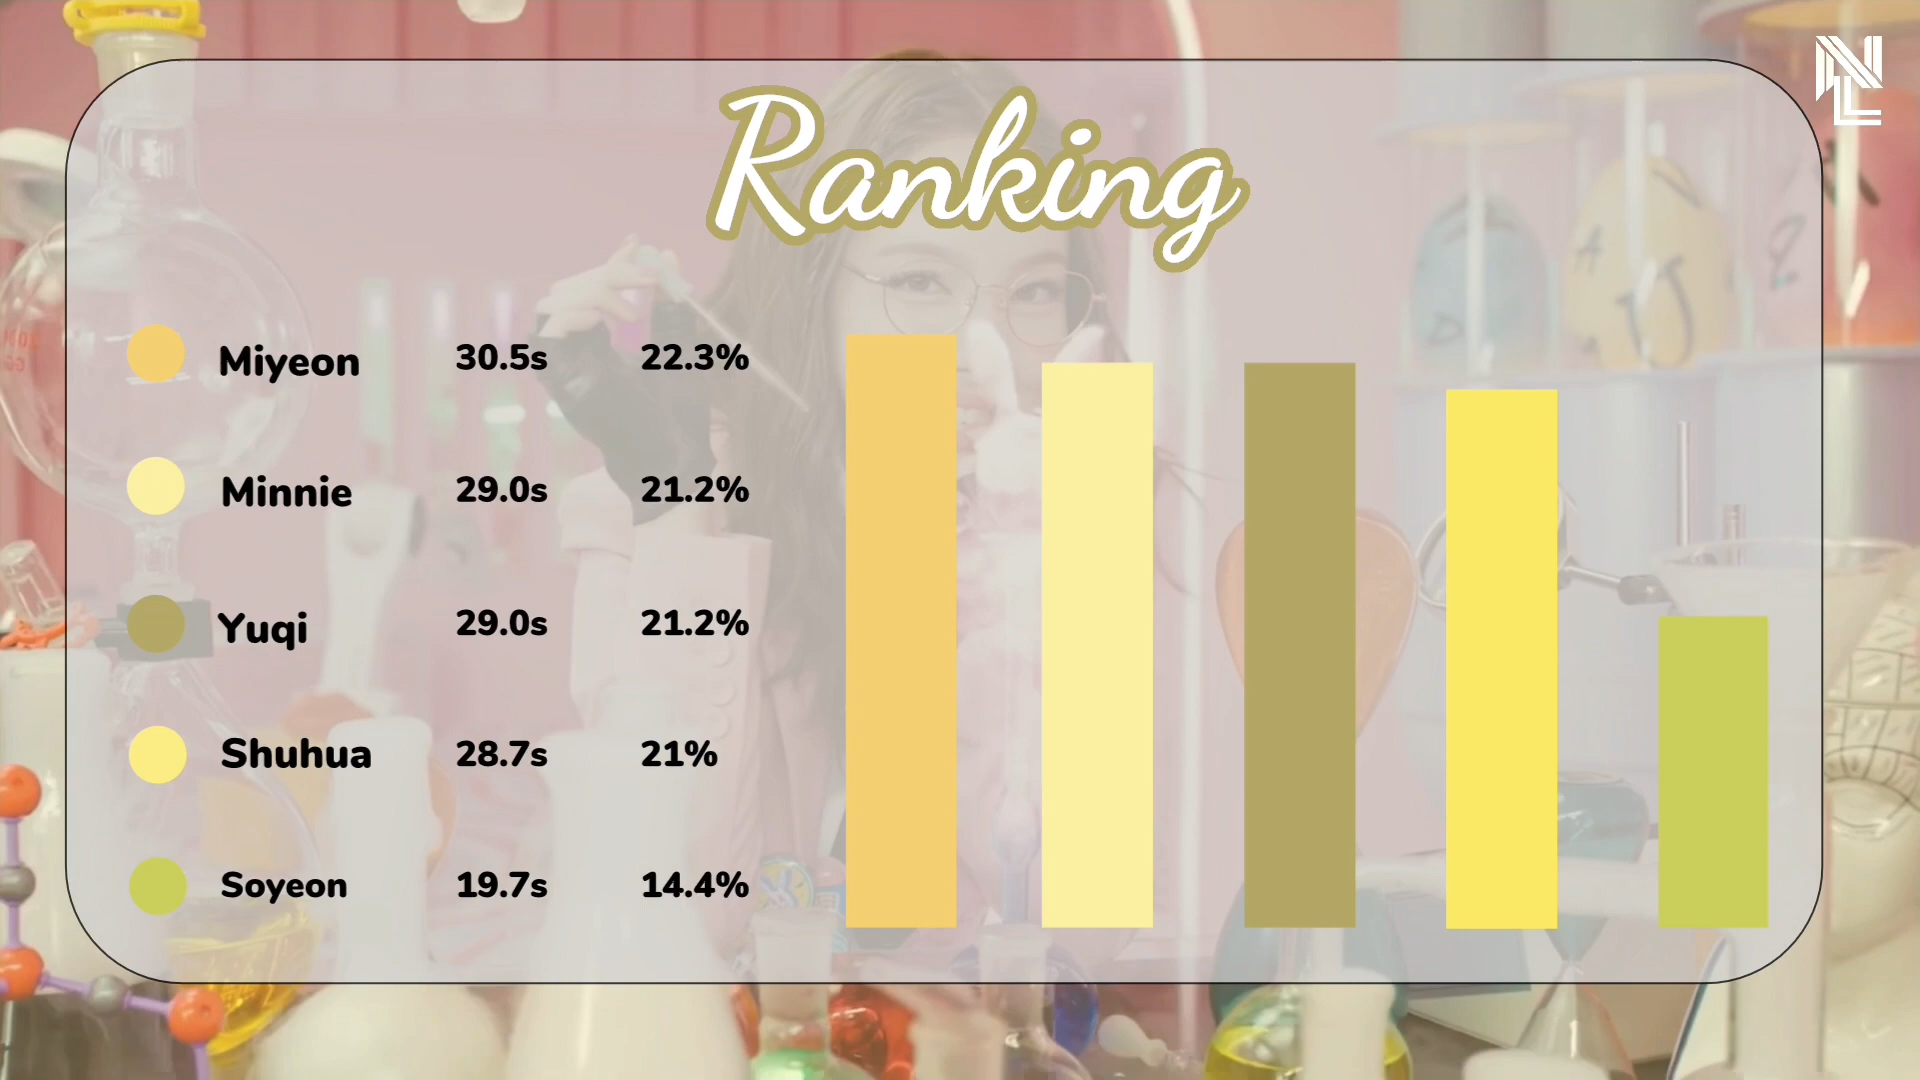 NL
Ranking
Miyeon 30.5s 22.3%
Minnie 29.0s 21.2%
Yuqi 29.0s 21.2%
Shuhua 28.7s 21%
Soyeon 19.7s 14.4%